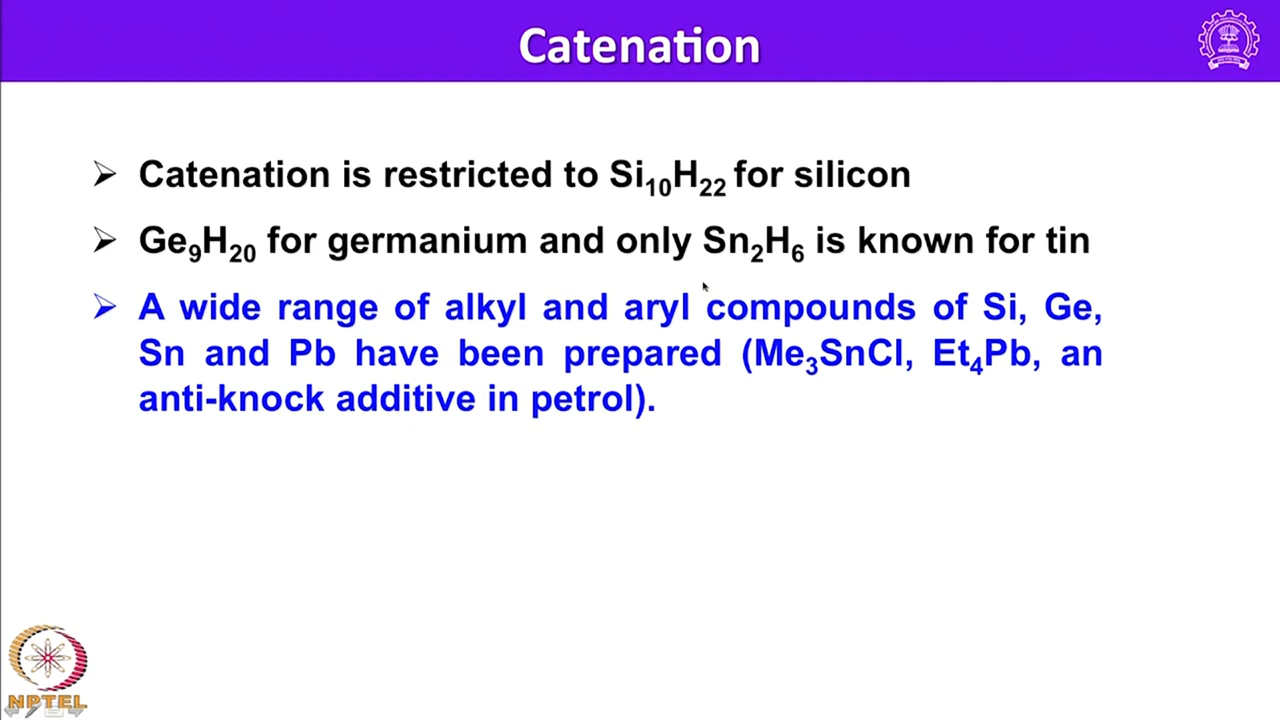 Catenation
➢ Catenation is restricted to Si₁₀H₂₂ for silicon
➢ Ge₉H₂₀ for germanium and only Sn₂H₆ is known for tin
➢ A wide range of alkyl and aryl compounds of Si, Ge,
Sn and Pb have been prepared (Me₃SnCl, Et₄Pb, an
anti-knock additive in petrol).
NPTEL